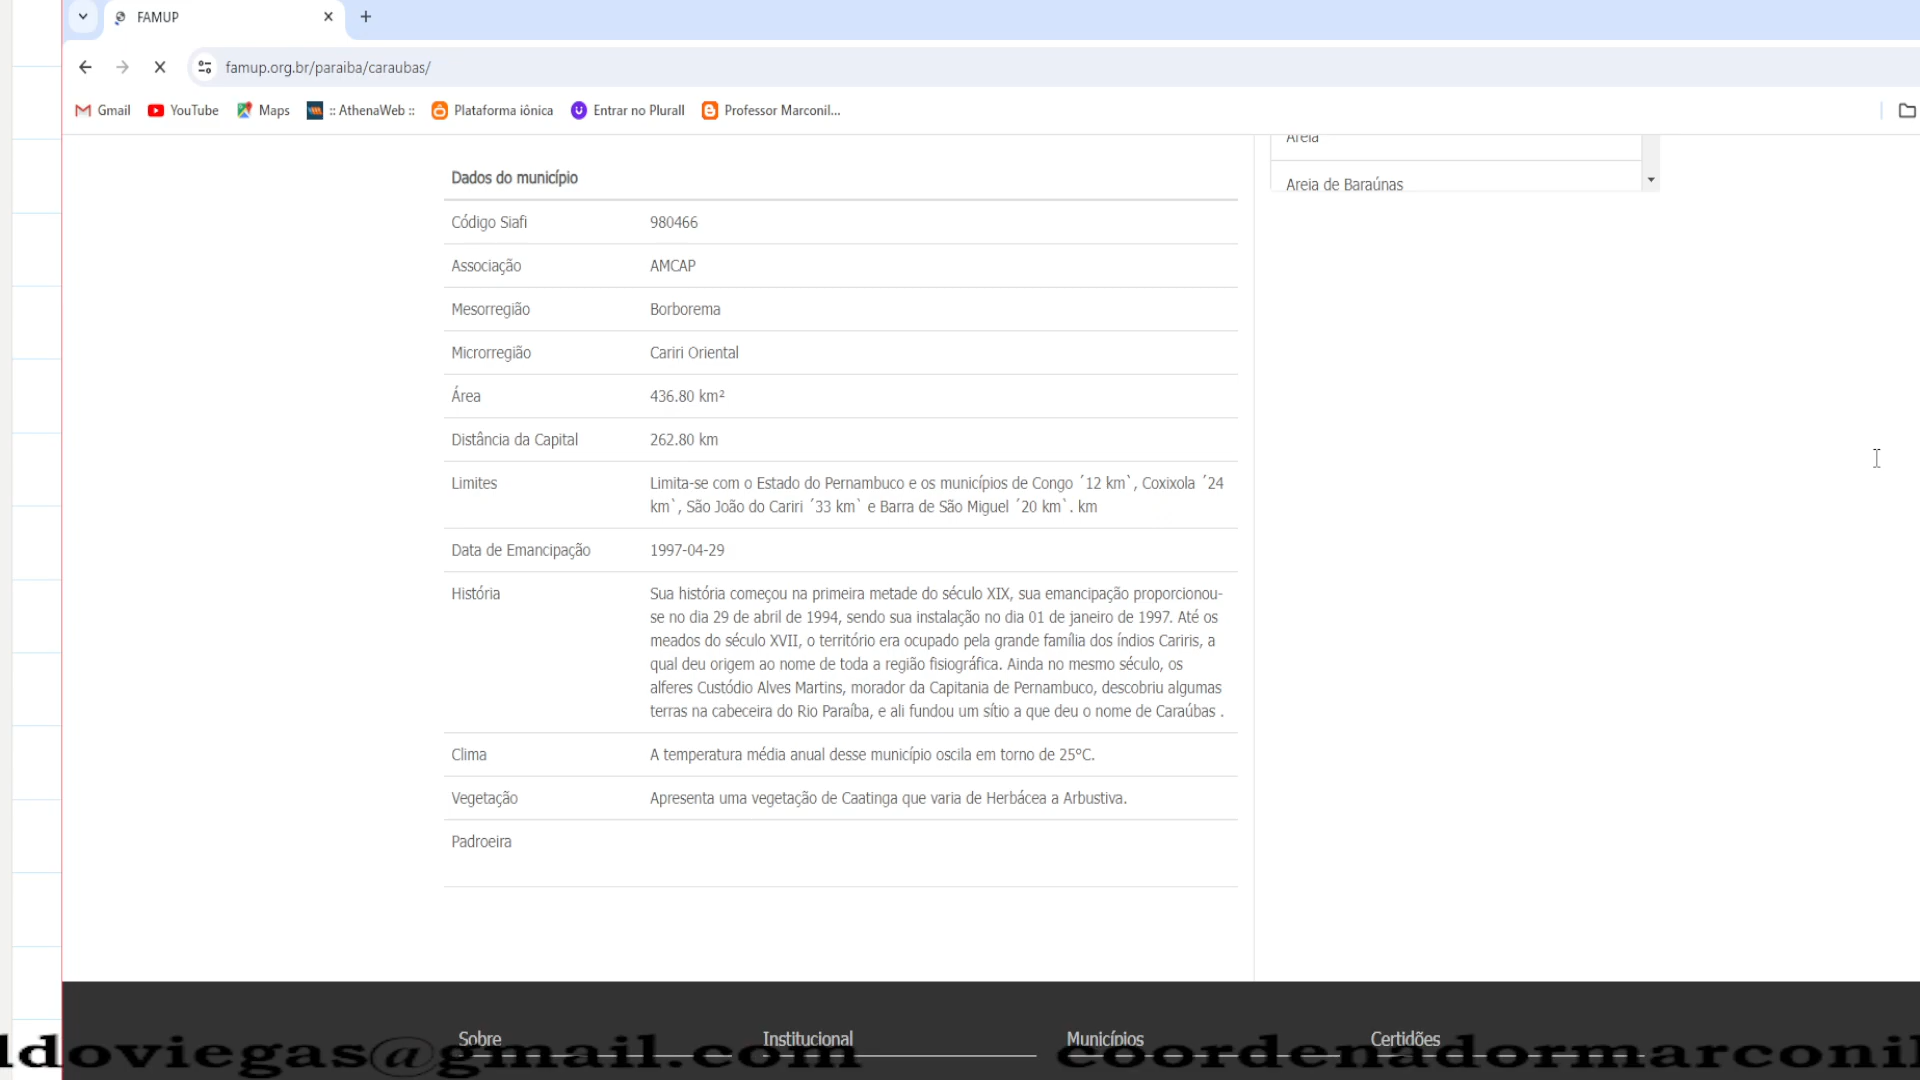 FAMUP
famup.org.br/paraiba/caraubas/
Gmail YouTube Maps :: AthenaWeb :: Plataforma iônica Entrar no Plurall Professor Marconil...
Areia
Areia de Baraúnas
Dados do município
Código Siafi 980466
Associação AMCAP
Mesorregião Borborema
Microrregião Cariri Oriental
Área 436.80 km²
Distância da Capital 262.80 km
Limites Limita-se com o Estado do Pernambuco e os municípios de Congo ´12 km`, Coxixola ´24
km`, São João do Cariri ´33 km` e Barra de São Miguel ´20 km`. km
Data de Emancipação 1997-04-29
História Sua história começou na primeira metade do século XIX, sua emancipação proporcionou-
se no dia 29 de abril de 1994, sendo sua instalação no dia 01 de janeiro de 1997. Até os
meados do século XVII, o território era ocupado pela grande família dos índios Cariris, a
qual deu origem ao nome de toda a região fisiográfica. Ainda no mesmo século, os
alferes Custódio Alves Martins, morador da Capitania de Pernambuco, descobriu algumas
terras na cabeceira do Rio Paraíba, e ali fundou um sítio a que deu o nome de Caraúbas .
Clima A temperatura média anual desse município oscila em torno de 25°C.
Vegetação Apresenta uma vegetação de Caatinga que varia de Herbácea a Arbustiva.
Padroeira
Sobre Institucional Municípios Certidões
ldoviegas@gmail.com coordenadormarconil